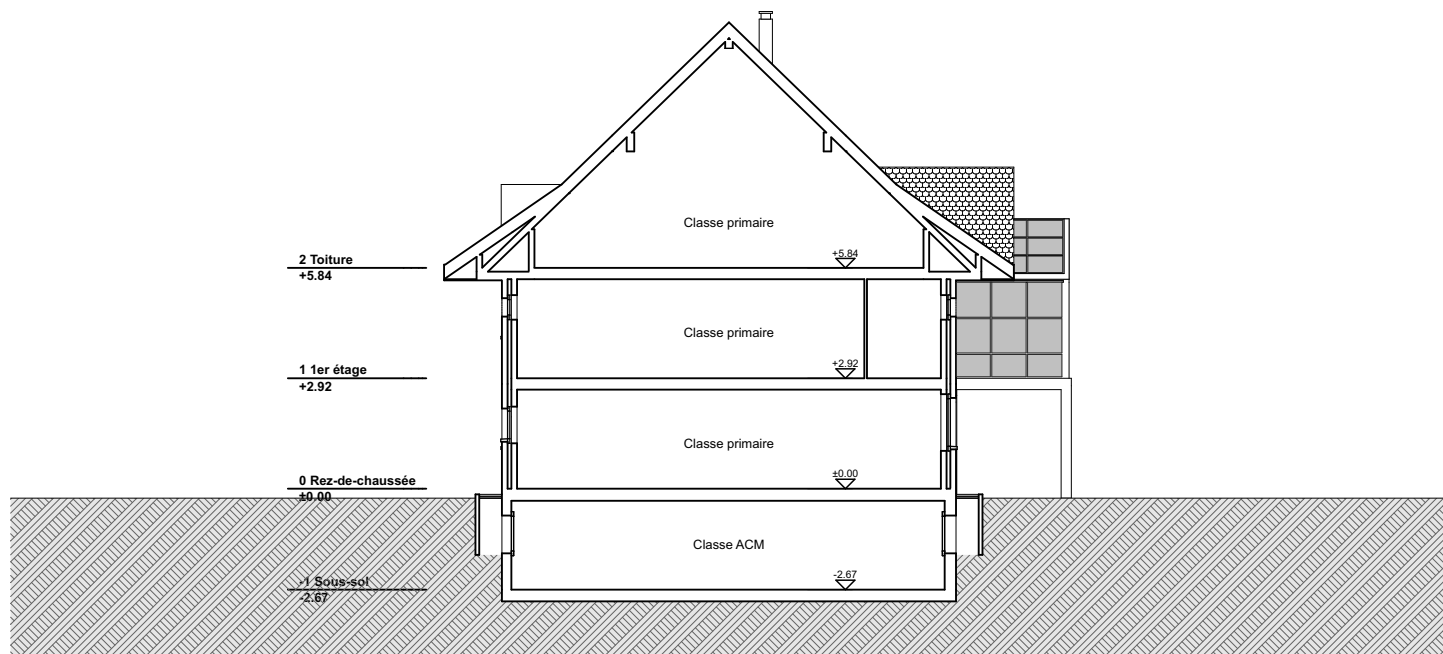 Classe primaire
+5.84
2 Toiture
+5.84
Classe primaire
+2.92
1 1er étage
+2.92
Classe primaire
±0.00
0 Rez-de-chaussée
±0.00
Classe ACM
-2.67
-1 Sous-sol
-2.67